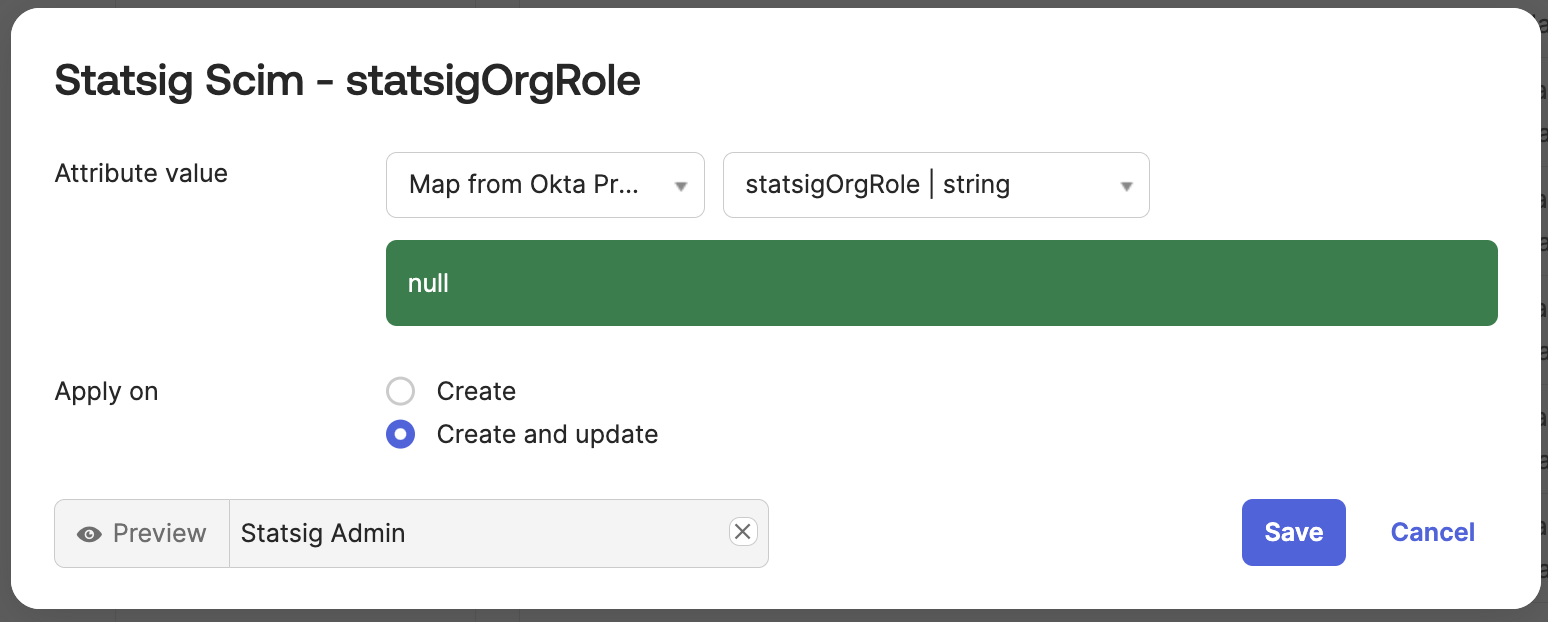 Statsig Scim - statsigOrgRole
Attribute value
Map from Okta Pr...
statsigOrgRole | string
null
Apply on
Create
Create and update
Preview
Statsig Admin
Save
Cancel